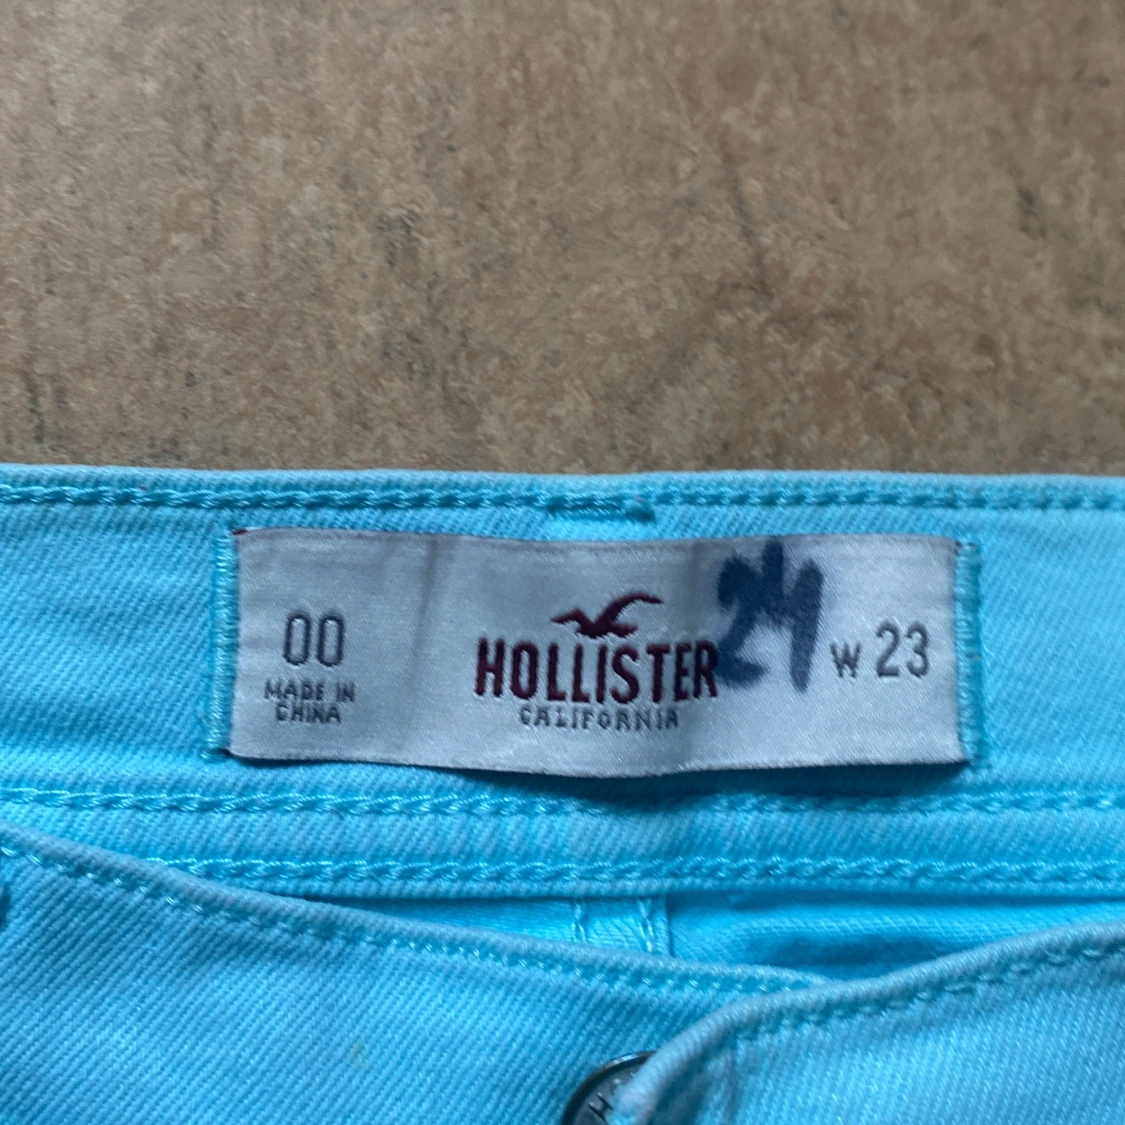 00
MADE IN
CHINA
HOLLISTER
CALIFORNIA
24
W 23
H